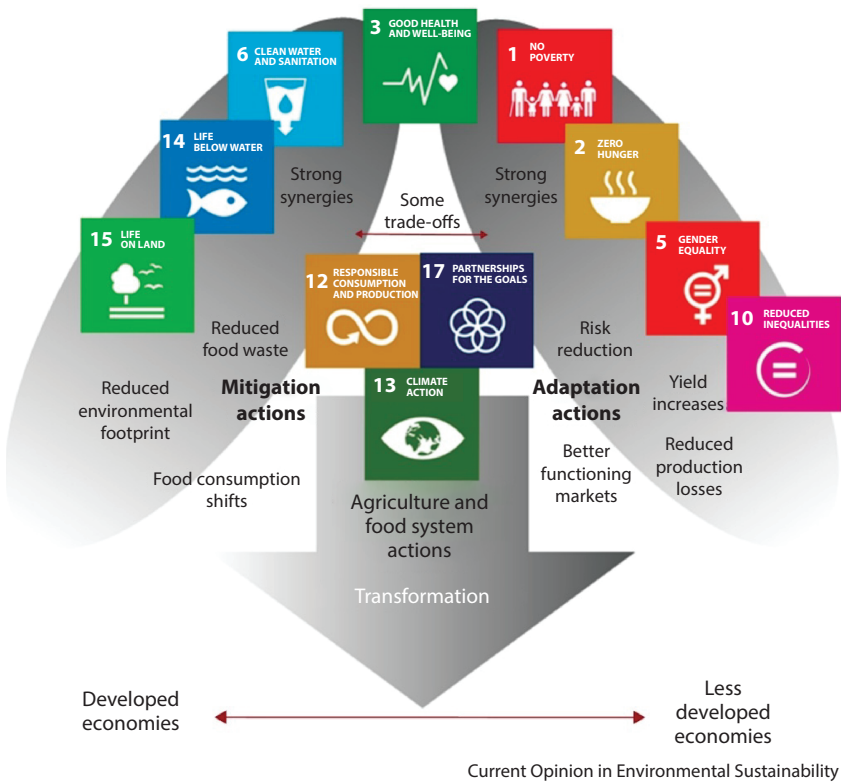 3 GOOD HEALTH
AND WELL-BEING
6 CLEAN WATER
AND SANITATION
1 NO
POVERTY
14 LIFE
BELOW WATER
2 ZERO
HUNGER
Strong
synergies
Some
trade-offs
Strong
synergies
15 LIFE
ON LAND
5 GENDER
EQUALITY
12 RESPONSIBLE
CONSUMPTION
AND PRODUCTION
17 PARTNERSHIPS
FOR THE GOALS
10 REDUCED
INEQUALITIES
Reduced
food waste
Risk
reduction
Reduced
environmental
footprint
Mitigation
actions
13 CLIMATE
ACTION
Adaptation
actions
Yield
increases
Food consumption
shifts
Better
functioning
markets
Reduced
production
losses
Agriculture and
food system
actions
Transformation
Developed
economies
Less
developed
economies
Current Opinion in Environmental Sustainability